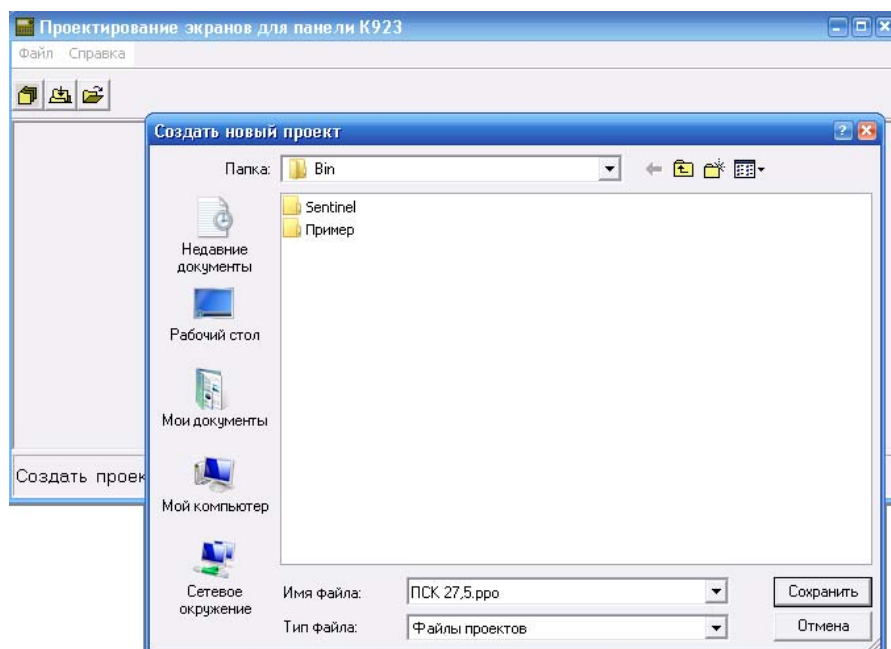 Проектирование экранов для панели К923
Файл Справка
Создать новый проект
Папка: Bin
Sentinel
Пример
Недавние документы
Рабочий стол
Мои документы
Мой компьютер
Сетевое окружение
Создать проек
Имя файла: ПСК 27,5.ppo
Сохранить
Тип файла: Файлы проектов
Отмена